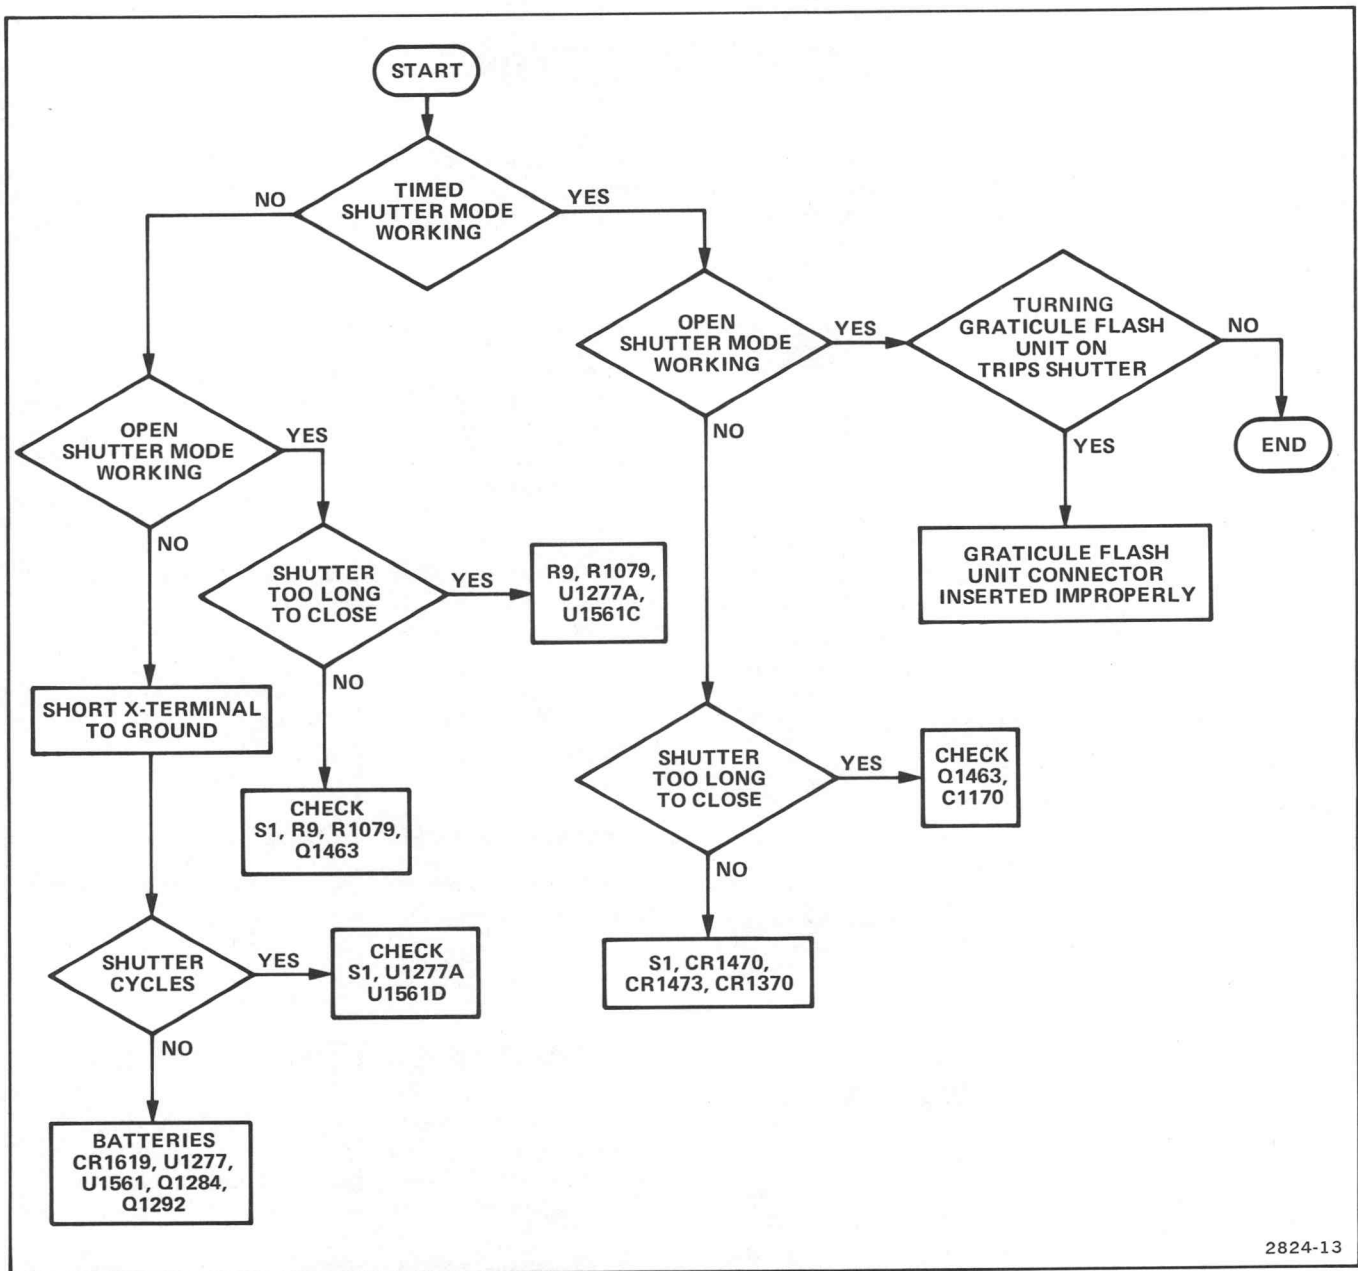 START
TIMED
SHUTTER MODE
WORKING
NO
YES
OPEN
SHUTTER MODE
WORKING
YES
NO
TURNING
GRATICULE FLASH
UNIT ON
TRIPS SHUTTER
NO
YES
END
GRATICULE FLASH
UNIT CONNECTOR
INSERTED IMPROPERLY
OPEN
SHUTTER MODE
WORKING
YES
NO
SHUTTER
TOO LONG
TO CLOSE
YES
NO
R9, R1079,
U1277A,
U1561C
SHORT X-TERMINAL
TO GROUND
CHECK
S1, R9, R1079,
Q1463
SHUTTER
TOO LONG
TO CLOSE
YES
NO
CHECK
Q1463,
C1170
S1, CR1470,
CR1473, CR1370
SHUTTER
CYCLES
YES
NO
CHECK
S1, U1277A
U1561D
BATTERIES
CR1619, U1277,
U1561, Q1284,
Q1292
2824-13